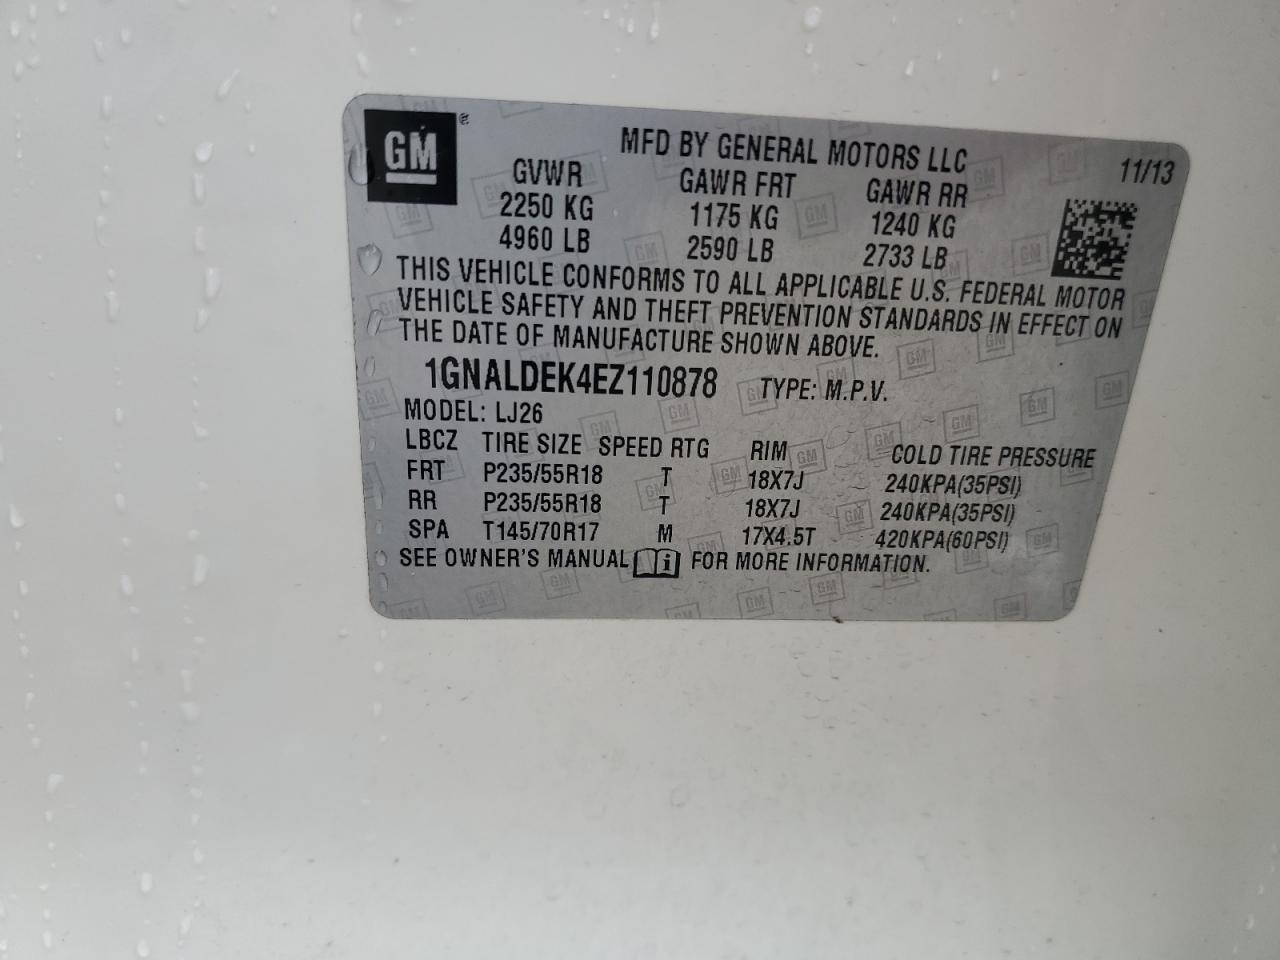 GM®
MFD BY GENERAL MOTORS LLC 11/13
GVWR GAWR FRT GAWR RR
2250 KG 1175 KG 1240 KG
4960 LB 2590 LB 2733 LB
THIS VEHICLE CONFORMS TO ALL APPLICABLE U.S. FEDERAL MOTOR
VEHICLE SAFETY AND THEFT PREVENTION STANDARDS IN EFFECT ON
THE DATE OF MANUFACTURE SHOWN ABOVE.
1GNALDEK4EZ110878 TYPE: M.P.V.
MODEL: LJ26
LBCZ TIRE SIZE SPEED RTG RIM COLD TIRE PRESSURE
FRT P235/55R18 T 18X7J 240KPA(35PSI)
RR P235/55R18 T 18X7J 240KPA(35PSI)
SPA T145/70R17 M 17X4.5T 420KPA(60PSI)
SEE OWNER'S MANUAL i FOR MORE INFORMATION.